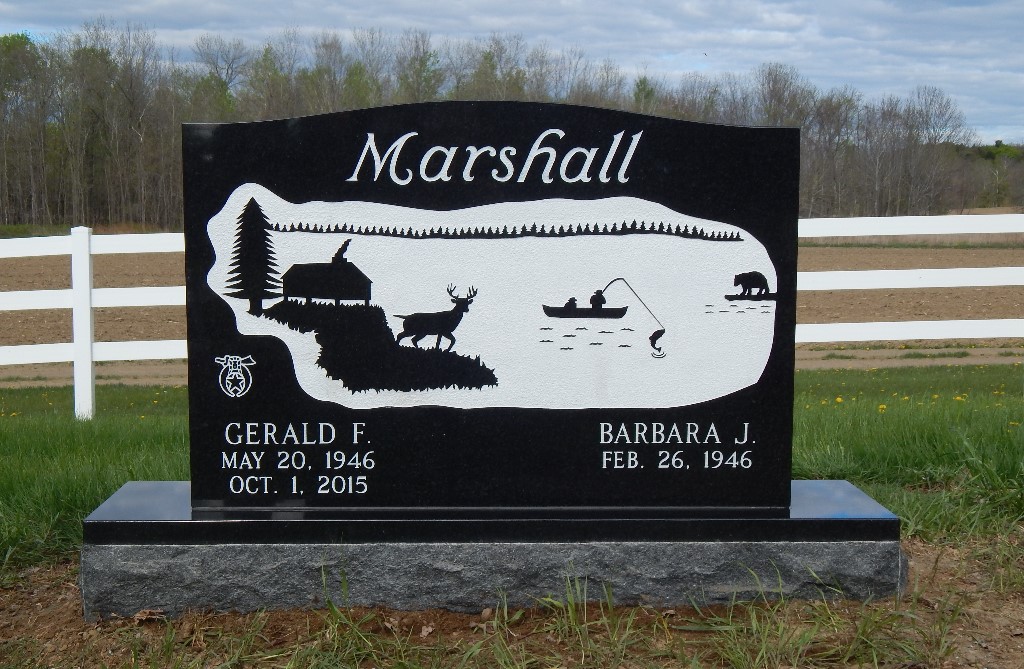 Marshall
GERALD F.
MAY 20, 1946
OCT. 1, 2015
BARBARA J.
FEB. 26, 1946